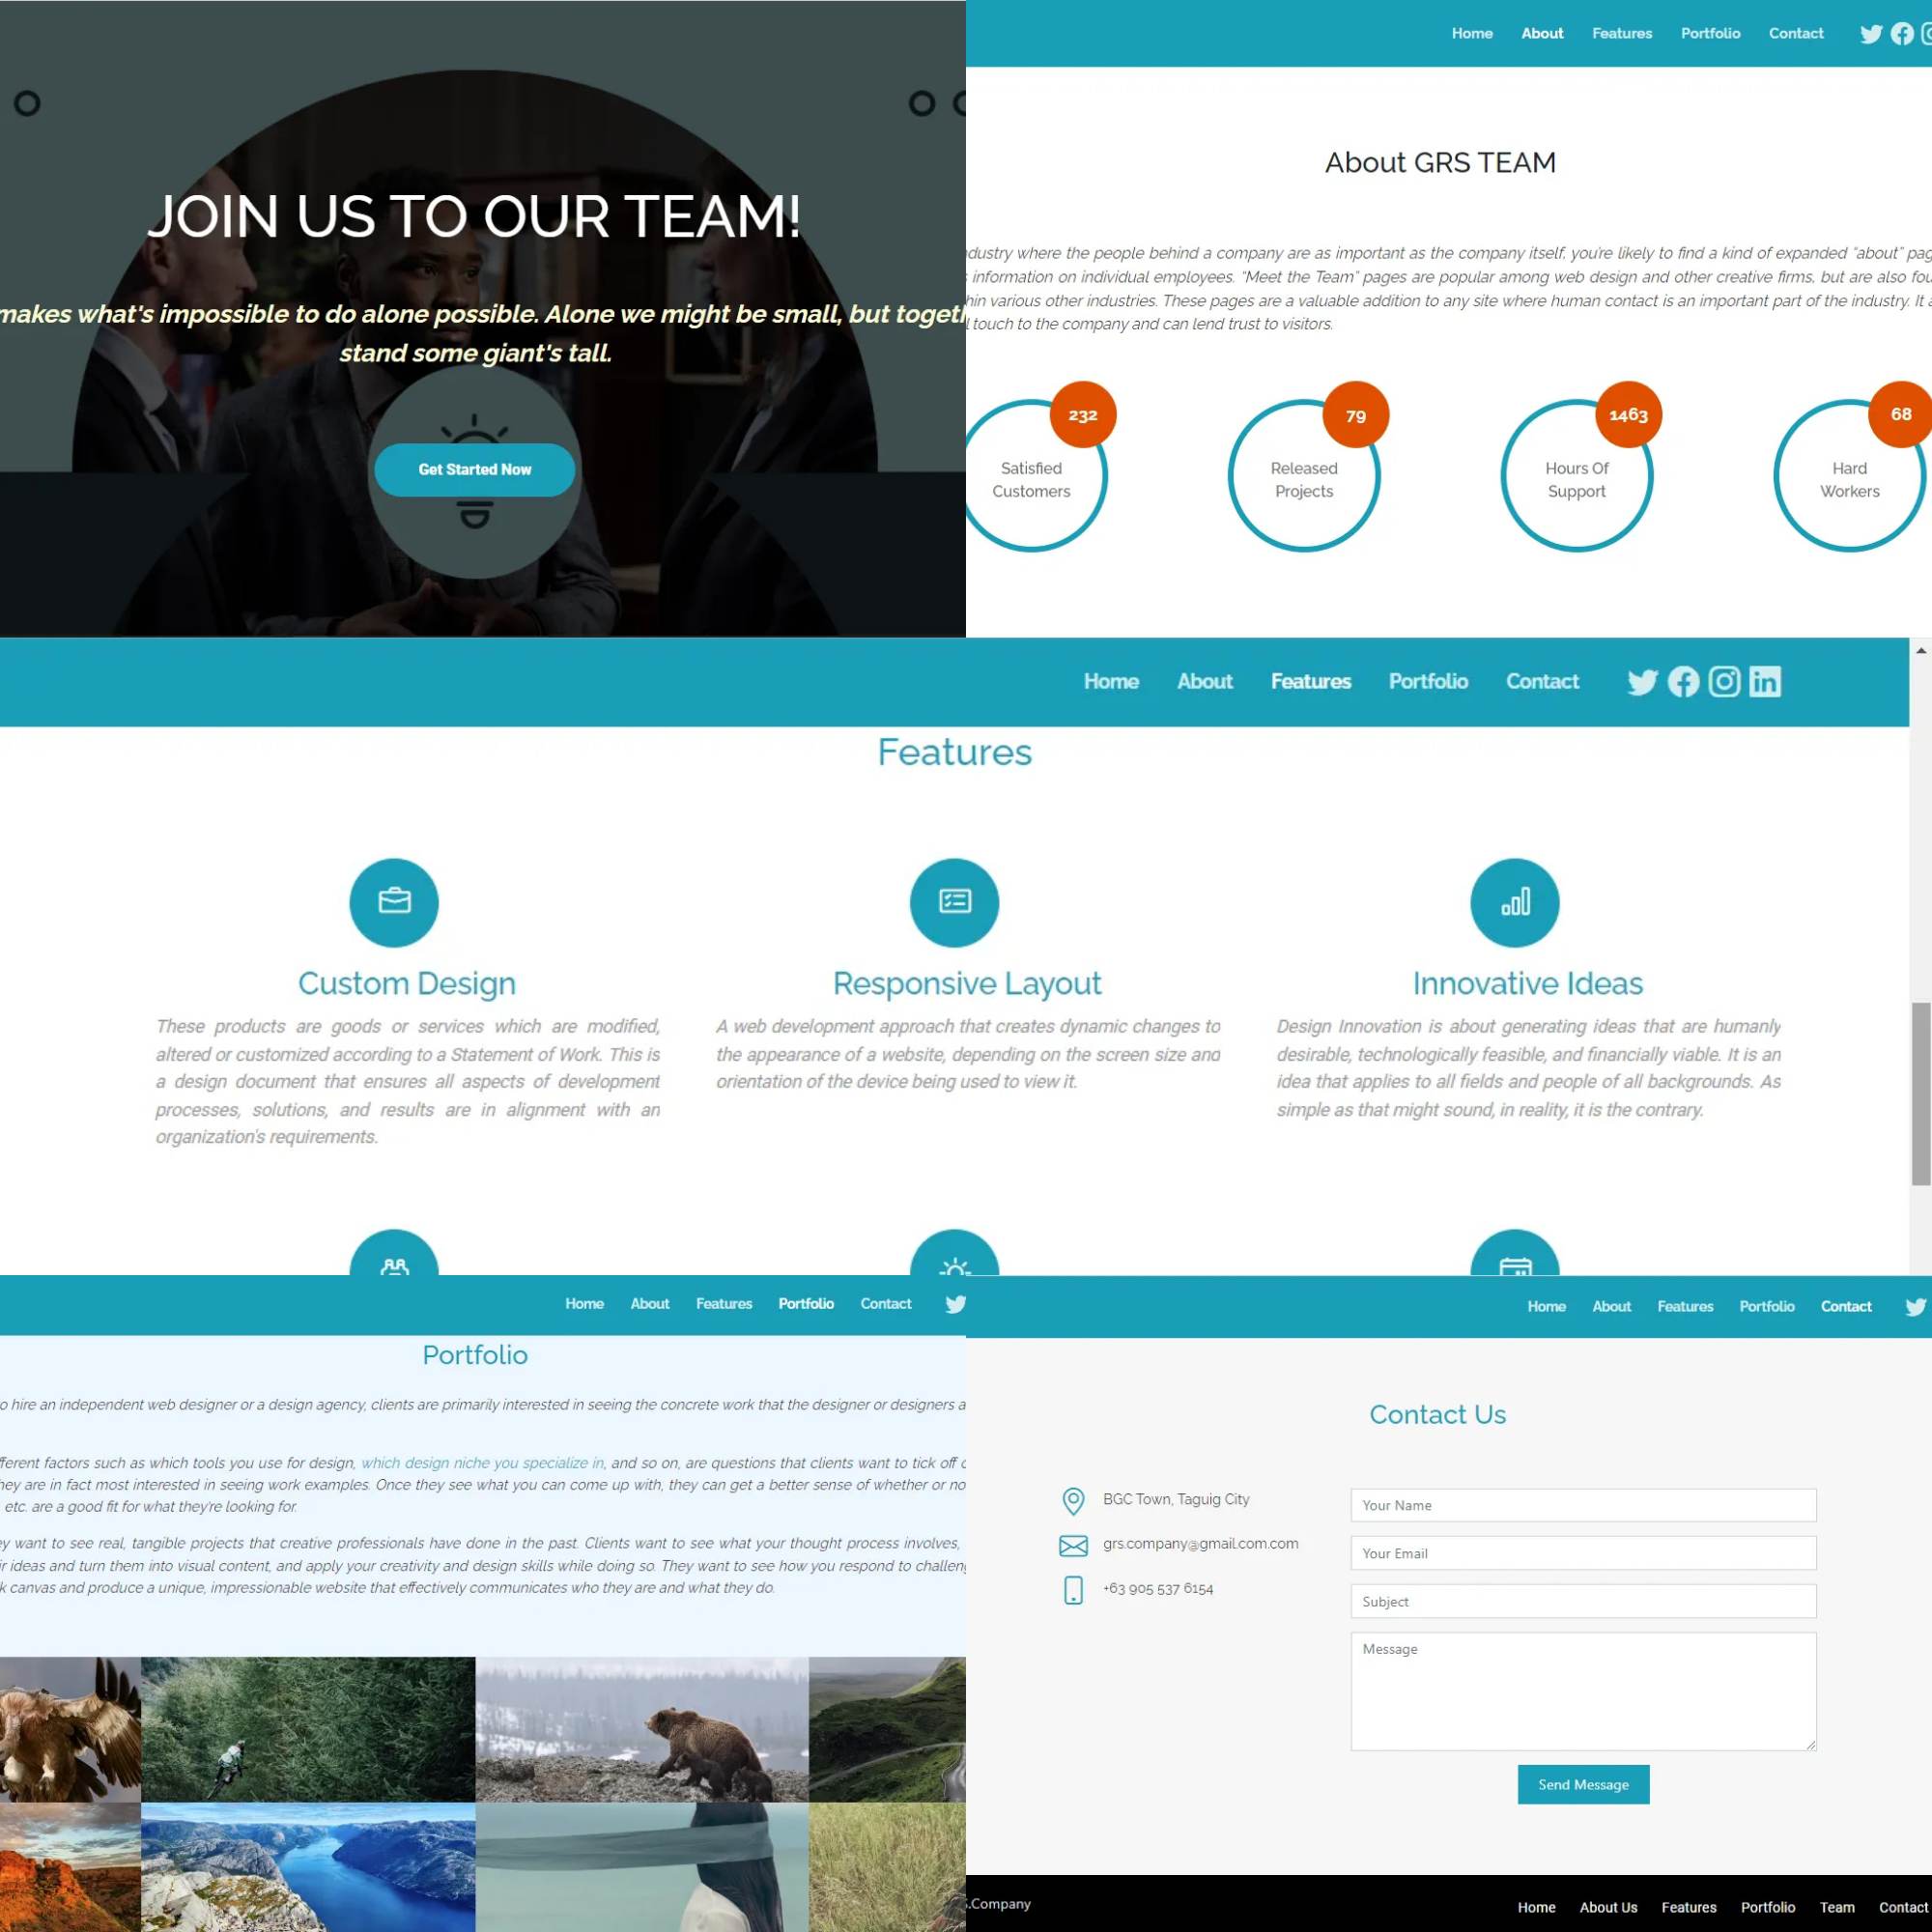 JOIN US TO OUR TEAM!
makes what's impossible to do alone possible. Alone we might be small, but
stand some giant's tall.
Get Started Now
Home About Features Portfolio Contact
About GRS TEAM
where the people behind a company are as important as the company itself, you're likely to find a kind of expanded "about"
information on individual employees. "Meet the Team" pages are popular among web design and other creative firms, but are also
various other industries. These pages are a valuable addition to any site where human contact is an important part of the industry. It
touch to the company and can lend trust to visitors.
232
Satisfied
Customers
79
Released
Projects
1463
Hours Of
Support
68
Hard
Workers
Home About Features Portfolio Contact
Features
Custom Design
These products are goods or services which are modified,
altered or customized according to a Statement of Work. This is
a design document that ensures all aspects of development
processes, solutions, and results are in alignment with an
organization's requirements.
Responsive Layout
A web development approach that creates dynamic changes to
the appearance of a website, depending on the screen size and
orientation of the device being used to view it.
Innovative Ideas
Design Innovation is about generating ideas that are humanly
desirable, technologically feasible, and financially viable. It is an
idea that applies to all fields and people of all backgrounds. As
simple as that might sound, in reality, it is the contrary.
Home About Features Portfolio Contact
Portfolio
hire an independent web designer or a design agency, clients are primarily interested in seeing the concrete work that the designer or designers
factors such as which tools you use for design, which design niche you specialize in, and so on, are questions that clients want to tick off
are in fact most interested in seeing work examples. Once they see what you can come up with, they can get a better sense of whether or
etc. are a good fit for what they're looking for.
want to see real, tangible projects that creative professionals have done in the past. Clients want to see what your thought process involves,
ideas and turn them into visual content, and apply your creativity and design skills while doing so. They want to see how you respond to
canvas and produce a unique, impressionable website that effectively communicates who they are and what they do.
Home About Features Portfolio Contact
Contact Us
BGC Town, Taguig City
grs.company@gmail.com.com
+63 905 537 6154
Your Name
Your Email
Subject
Message
Send Message
.Company
Home About Us Features Portfolio Team Contact